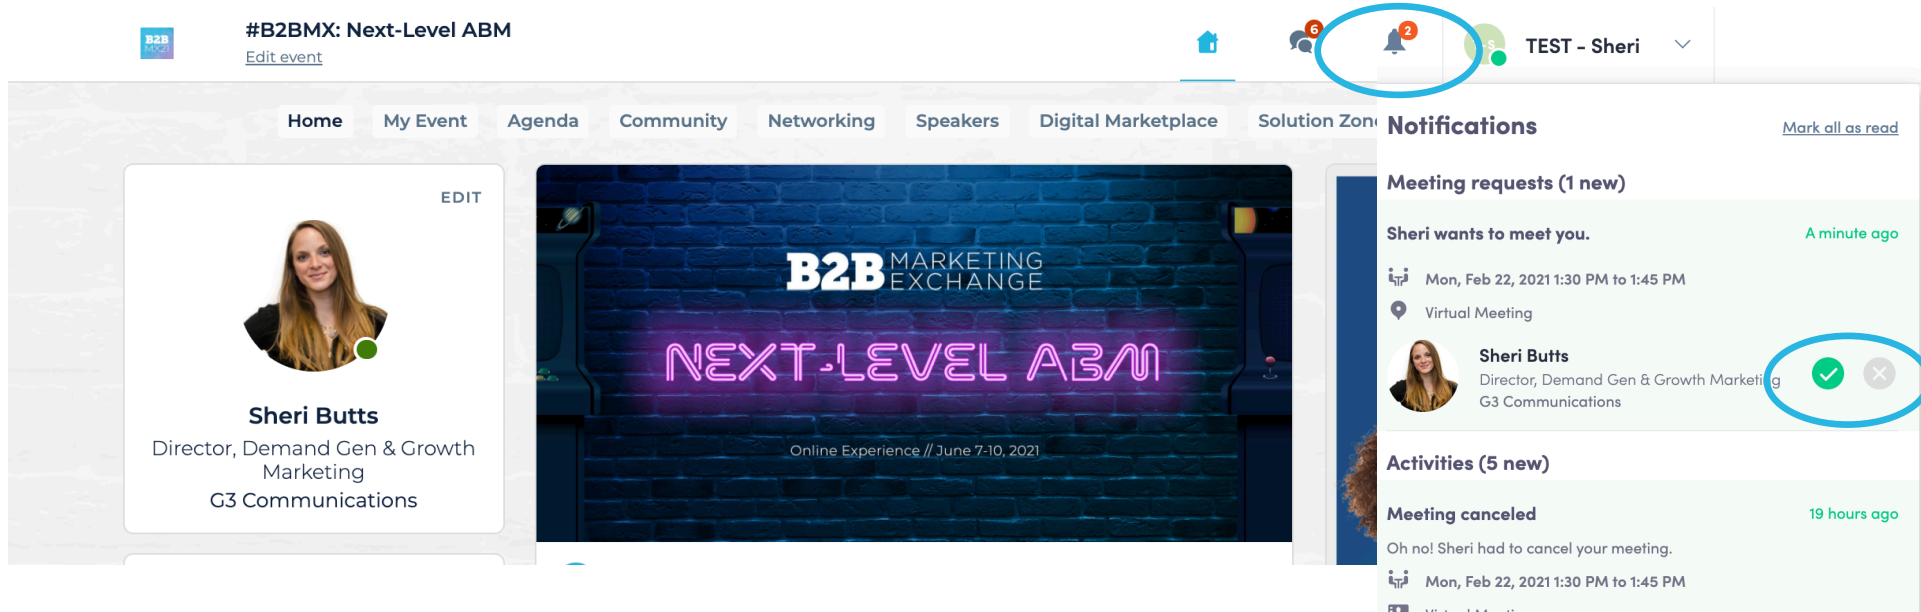 B2B
MX21
#B2BMX: Next-Level ABM
Edit event
6
2
TEST - Sheri
Home
My Event
Agenda
Community
Networking
Speakers
Digital Marketplace
Solution Zone
EDIT
Sheri Butts
Director, Demand Gen & Growth
Marketing
G3 Communications
B2B MARKETING
EXCHANGE
NEXT-LEVEL ABM
Online Experience // June 7-10, 2021
Notifications
Mark all as read
Meeting requests (1 new)
Sheri wants to meet you.
A minute ago
Mon, Feb 22, 2021 1:30 PM to 1:45 PM
Virtual Meeting
Sheri Butts
Director, Demand Gen & Growth Marketing
G3 Communications
Activities (5 new)
Meeting canceled
19 hours ago
Oh no! Sheri had to cancel your meeting.
Mon, Feb 22, 2021 1:30 PM to 1:45 PM